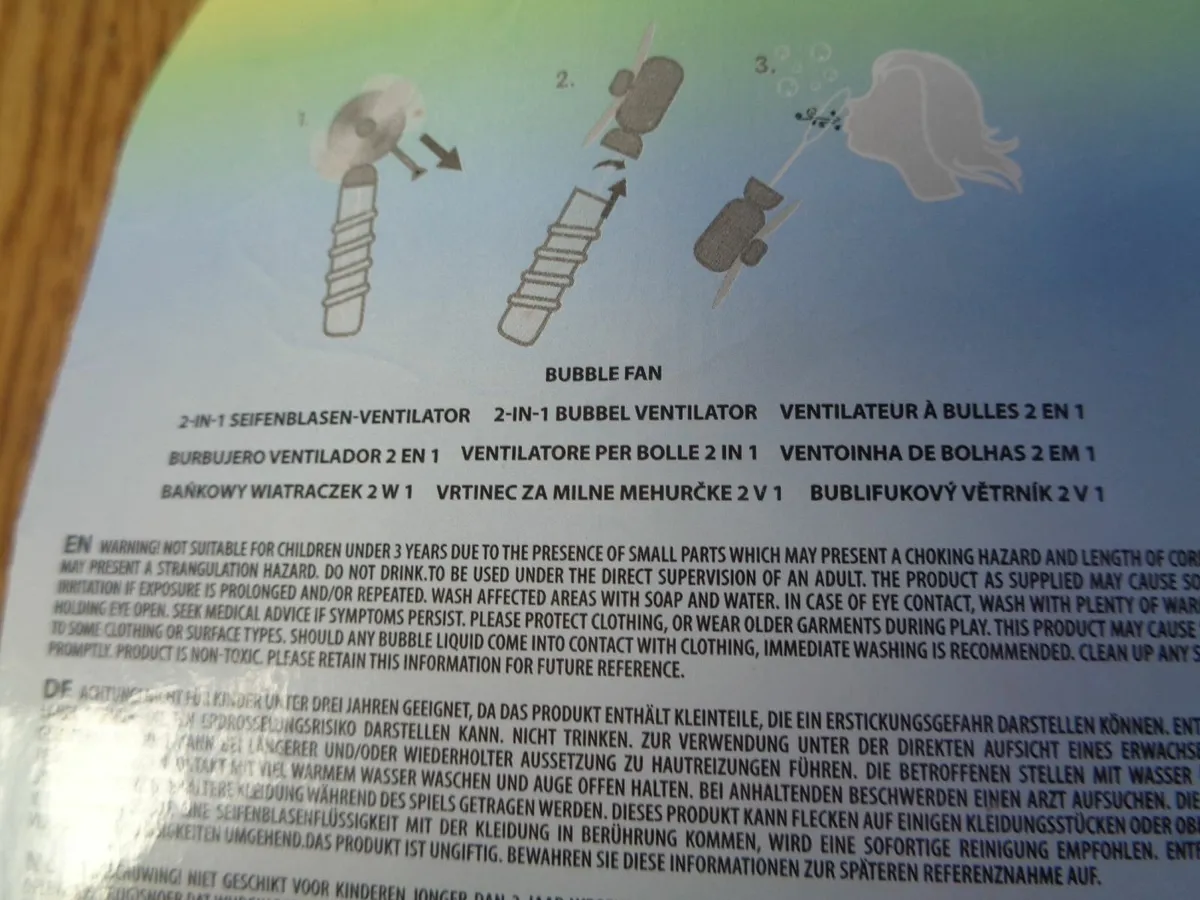 1.
2.
3.
BUBBLE FAN
2-IN-1 SEIFENBLASEN-VENTILATOR 2-IN-1 BUBBEL VENTILATOR VENTILATEUR À BULLES 2 EN 1
BURBUJERO VENTILADOR 2 EN 1 VENTILATORE PER BOLLE 2 IN 1 VENTOINHA DE BOLHAS 2 EM 1
BAŃKOWY WIATRACZEK 2 W 1 VRTINEC ZA MILNE MEHURČKE 2 V 1 BUBLIFUKOVÝ VĚTRNÍK 2 V 1
EN WARNING! NOT SUITABLE FOR CHILDREN UNDER 3 YEARS DUE TO THE PRESENCE OF SMALL PARTS WHICH MAY PRESENT A CHOKING HAZARD AND LENGTH OF
MAY PRESENT A STRANGULATION HAZARD. DO NOT DRINK.TO BE USED UNDER THE DIRECT SUPERVISION OF AN ADULT. THE PRODUCT AS SUPPLIED MAY CAUSE
IRRITATION IF EXPOSURE IS PROLONGED AND/OR REPEATED. WASH AFFECTED AREAS WITH SOAP AND WATER. IN CASE OF EYE CONTACT, WASH WITH PLENTY OF
HOLDING EYE OPEN. SEEK MEDICAL ADVICE IF SYMPTOMS PERSIST. PLEASE PROTECT CLOTHING, OR WEAR OLDER GARMENTS DURING PLAY. THIS PRODUCT MAY CAUSE
TO SOME CLOTHING OR SURFACE TYPES. SHOULD ANY BUBBLE LIQUID COME INTO CONTACT WITH CLOTHING, IMMEDIATE WASHING IS RECOMMENDED. CLEAN UP ANY
PROMPTLY. PRODUCT IS NON-TOXIC. PLEASE RETAIN THIS INFORMATION FOR FUTURE REFERENCE.
DE ACHTUNG! NICHT FÜR KINDER UNTER DREI JAHREN GEEIGNET, DA DAS PRODUKT ENTHÄLT KLEINTEILE, DIE EIN ERSTICKUNGSGEFAHR DARSTELLEN KÖNNEN.
ERDROSSELUNGSRISIKO DARSTELLEN KANN. NICHT TRINKEN. ZUR VERWENDUNG UNTER DER DIREKTEN AUFSICHT EINES
KANN BEI LÄNGERER UND/ODER WIEDERHOLTER AUSSETZUNG ZU HAUTREIZUNGEN FÜHREN. DIE BETROFFENEN STELLEN MIT WASSER
MIT VIEL WARMEM WASSER WASCHEN UND AUGE OFFEN HALTEN. BEI ANHALTENDEN BESCHWERDEN EINEN ARZT AUFSUCHEN.
KLEIDUNG WÄHREND DES SPIELS GETRAGEN WERDEN. DIESES PRODUKT KANN FLECKEN AUF EINIGEN KLEIDUNGSSTÜCKEN ODER
SEIFENBLASENFLÜSSIGKEIT MIT DER KLEIDUNG IN BERÜHRUNG KOMMEN, WIRD EINE SOFORTIGE REINIGUNG EMPFOHLEN.
UMGEHEND.DAS PRODUKT IST UNGIFTIG. BEWAHREN SIE DIESE INFORMATIONEN ZUR SPÄTEREN REFERENZNAHME AUF.
NIET GESCHIKT VOOR KINDEREN JONGER DAN 3 JAAR